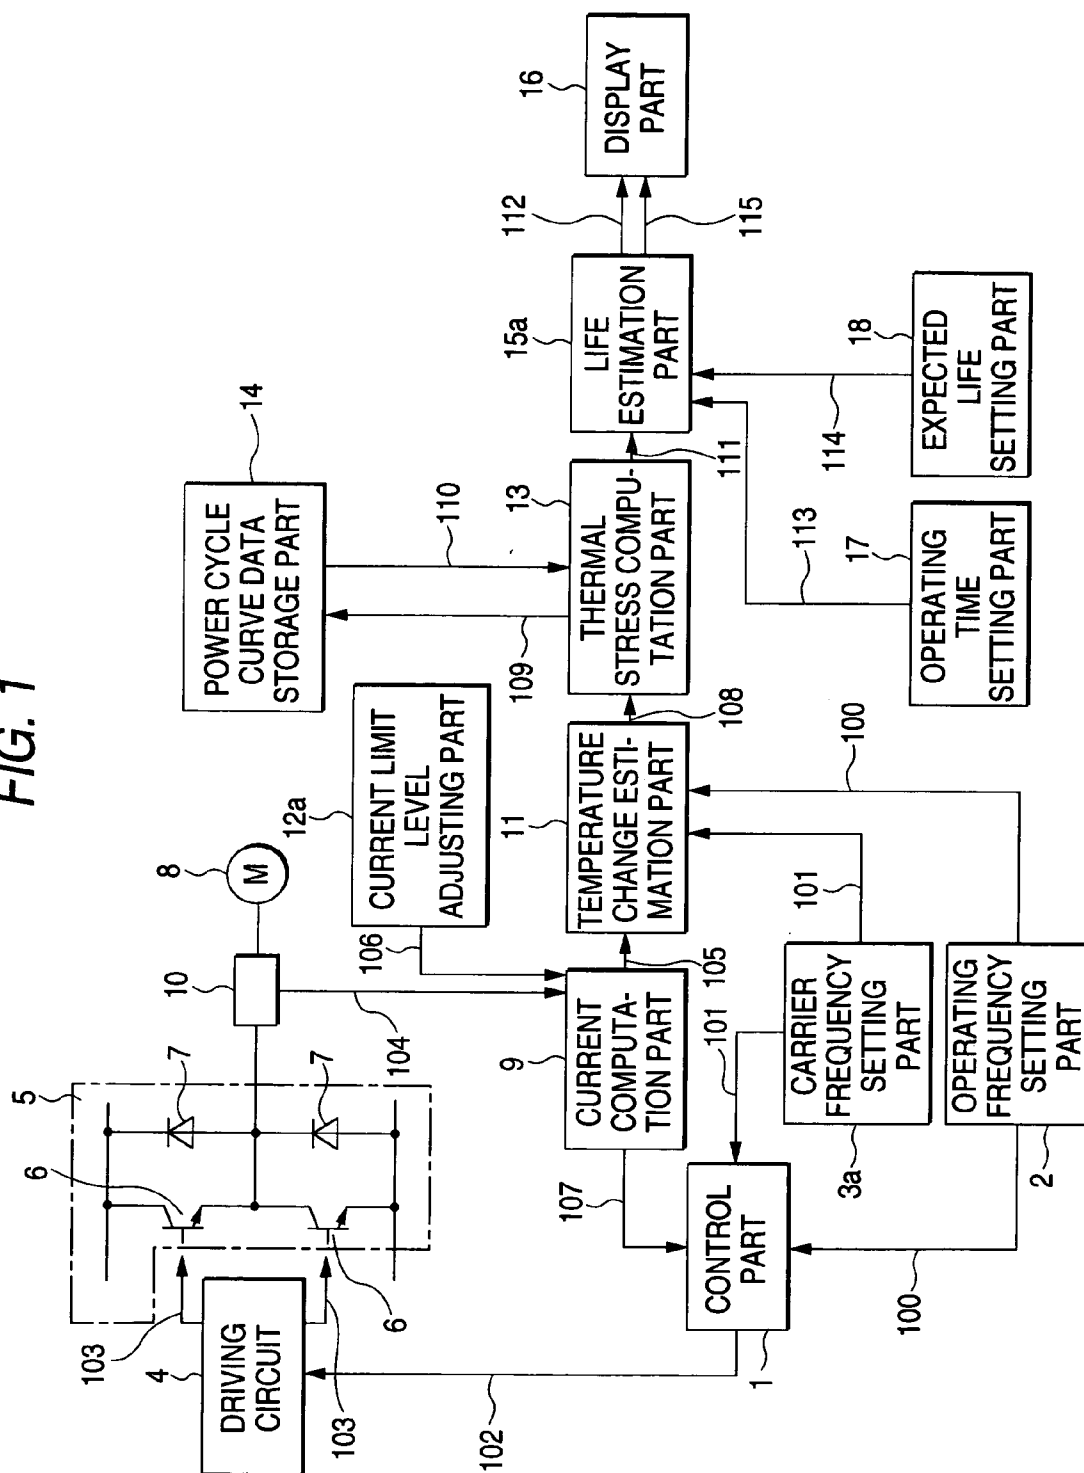 FIG. 1
103
4
DRIVING
CIRCUIT
103
102
5
6
6
7
7
10
8
M
104
106
12a
CURRENT LIMIT
LEVEL
ADJUSTING PART
14
POWER CYCLE
CURVE DATA
STORAGE PART
109
110
107
9
CURRENT
COMPUTA-
TION PART
105
11
TEMPERATURE
CHANGE ESTI-
MATION PART
108
13
THERMAL
STRESS COMPU-
TATION PART
111
15a
LIFE
ESTIMATION
PART
112
115
16
DISPLAY
PART
1
CONTROL
PART
101
101
100
100
3a
CARRIER
FREQUENCY
SETTING
PART
2
OPERATING
FREQUENCY
SETTING
PART
113
17
OPERATING
TIME
SETTING PART
114
18
EXPECTED
LIFE
SETTING PART